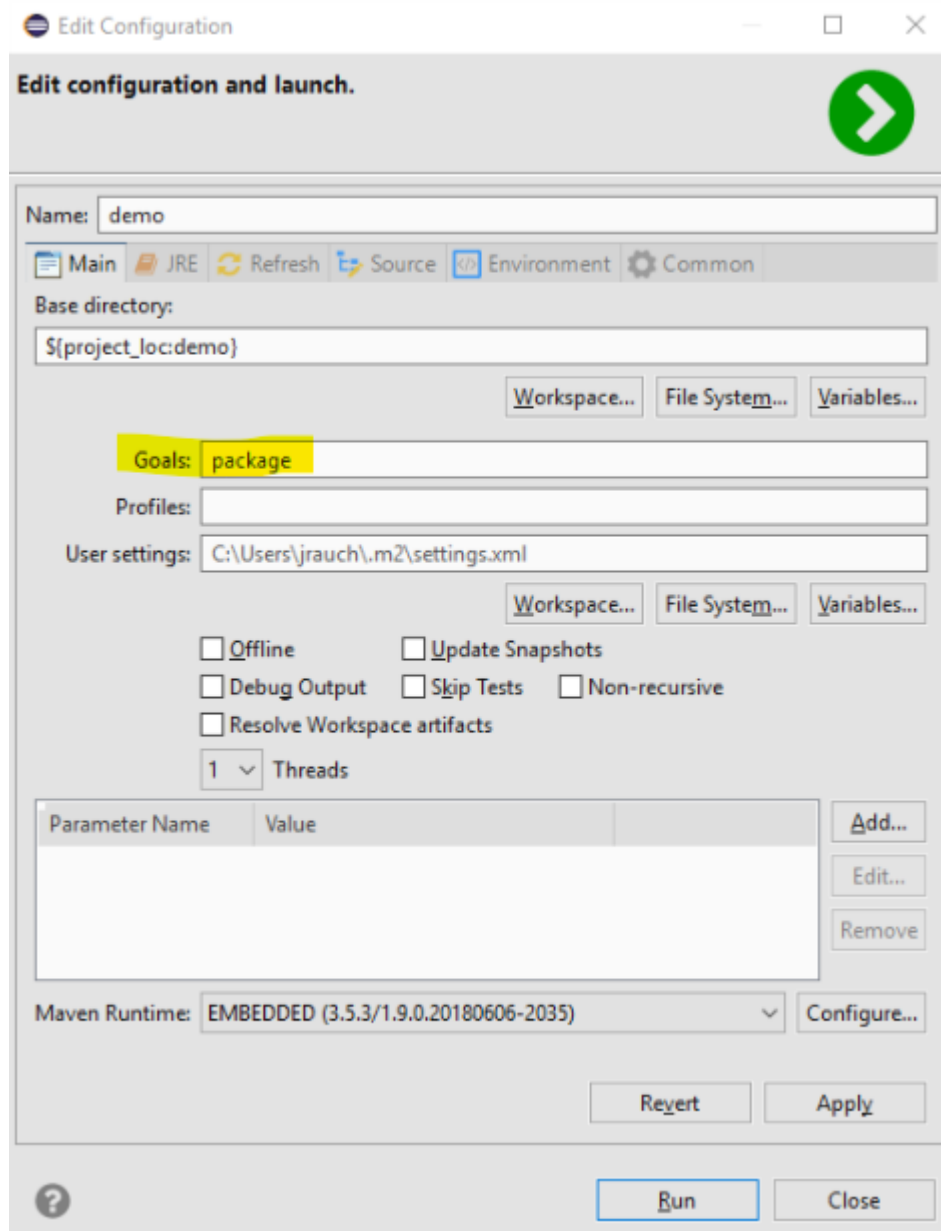 Edit Configuration
Edit configuration and launch.
Name: demo
Main JRE Refresh Source Environment Common
Base directory:
${project_loc:demo}
Workspace... File System... Variables...
Goals: package
Profiles:
User settings: C:\Users\jrauch\.m2\settings.xml
Workspace... File System... Variables...
Offline Update Snapshots
Debug Output Skip Tests Non-recursive
Resolve Workspace artifacts
1 Threads
Parameter Name Value Add...
Edit...
Remove
Maven Runtime: EMBEDDED (3.5.3/1.9.0.20180606-2035) Configure...
Revert Apply
? Run Close